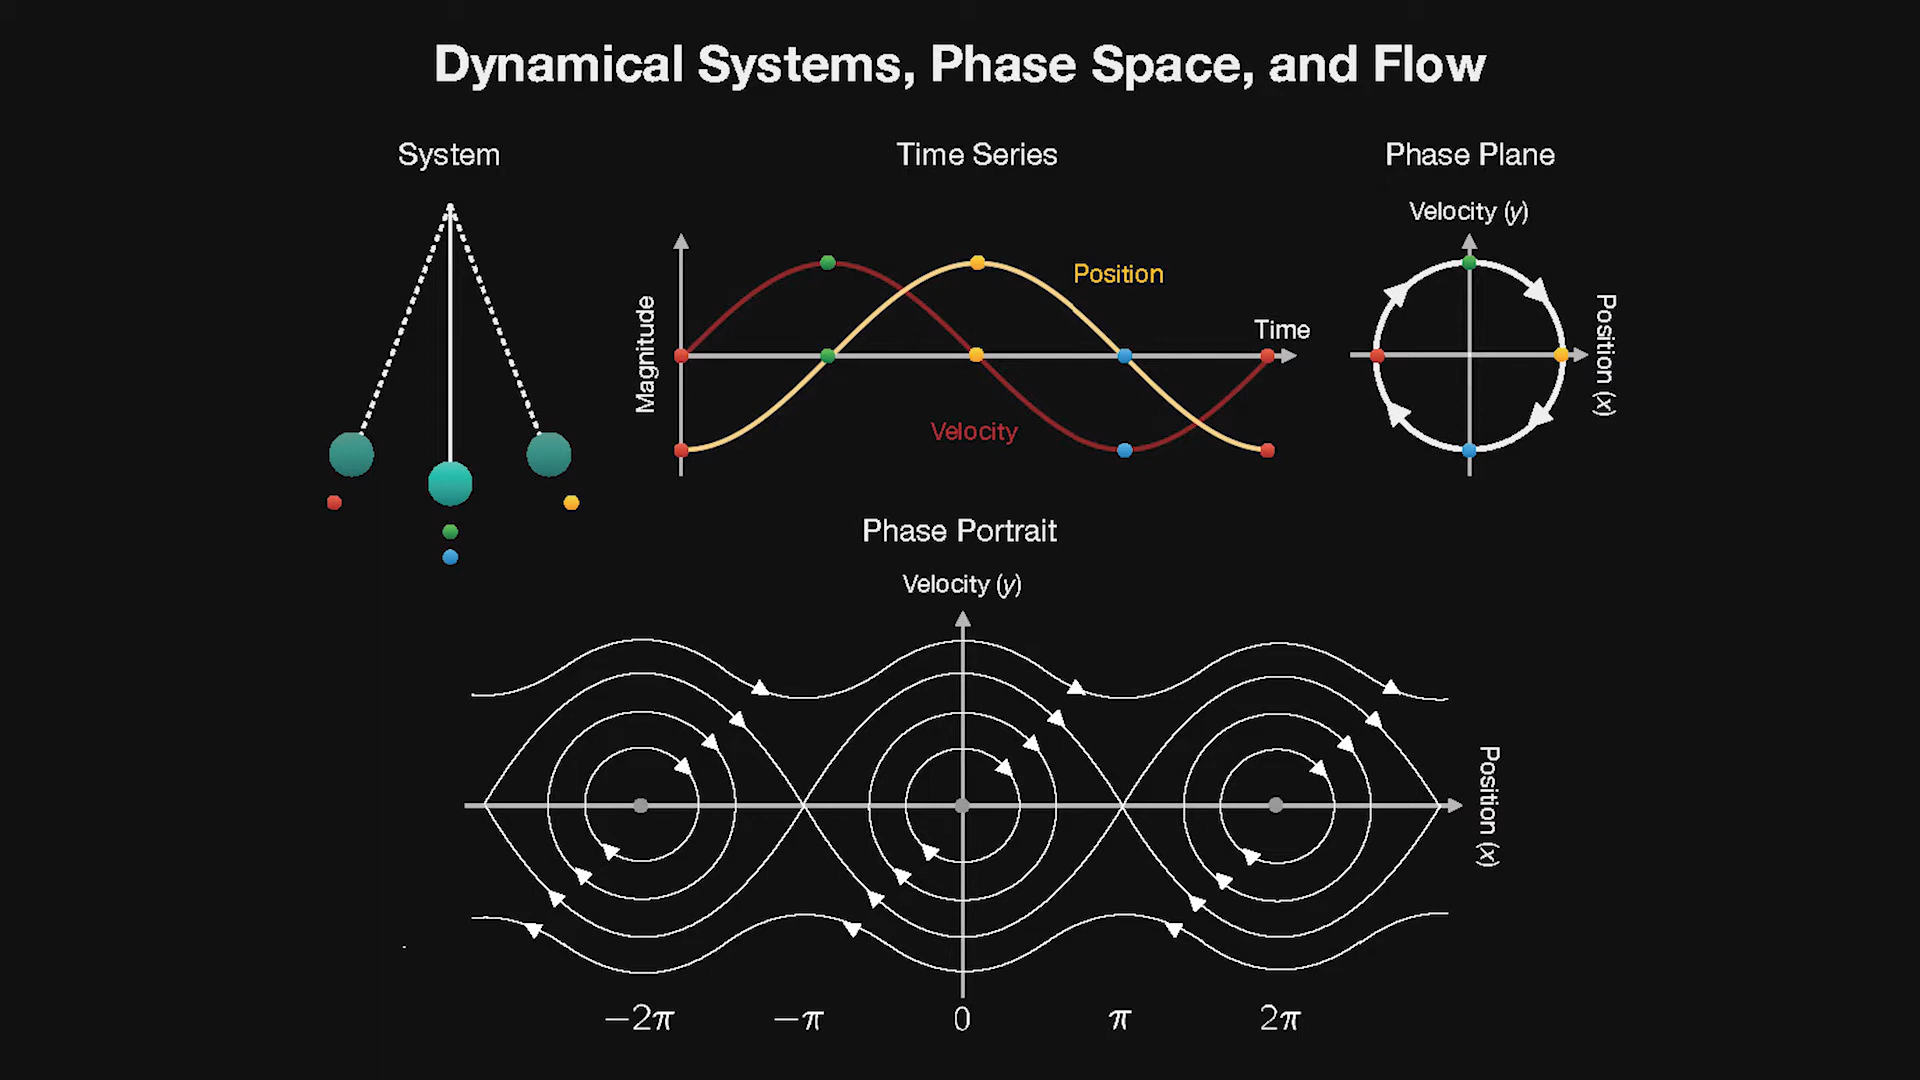 Dynamical Systems, Phase Space, and Flow
System
Time Series
Phase Plane
Magnitude
Position
Time
Velocity
Velocity (y)
Position (x)
Phase Portrait
Velocity (y)
Position (x)
−2π
−π
0
π
2π